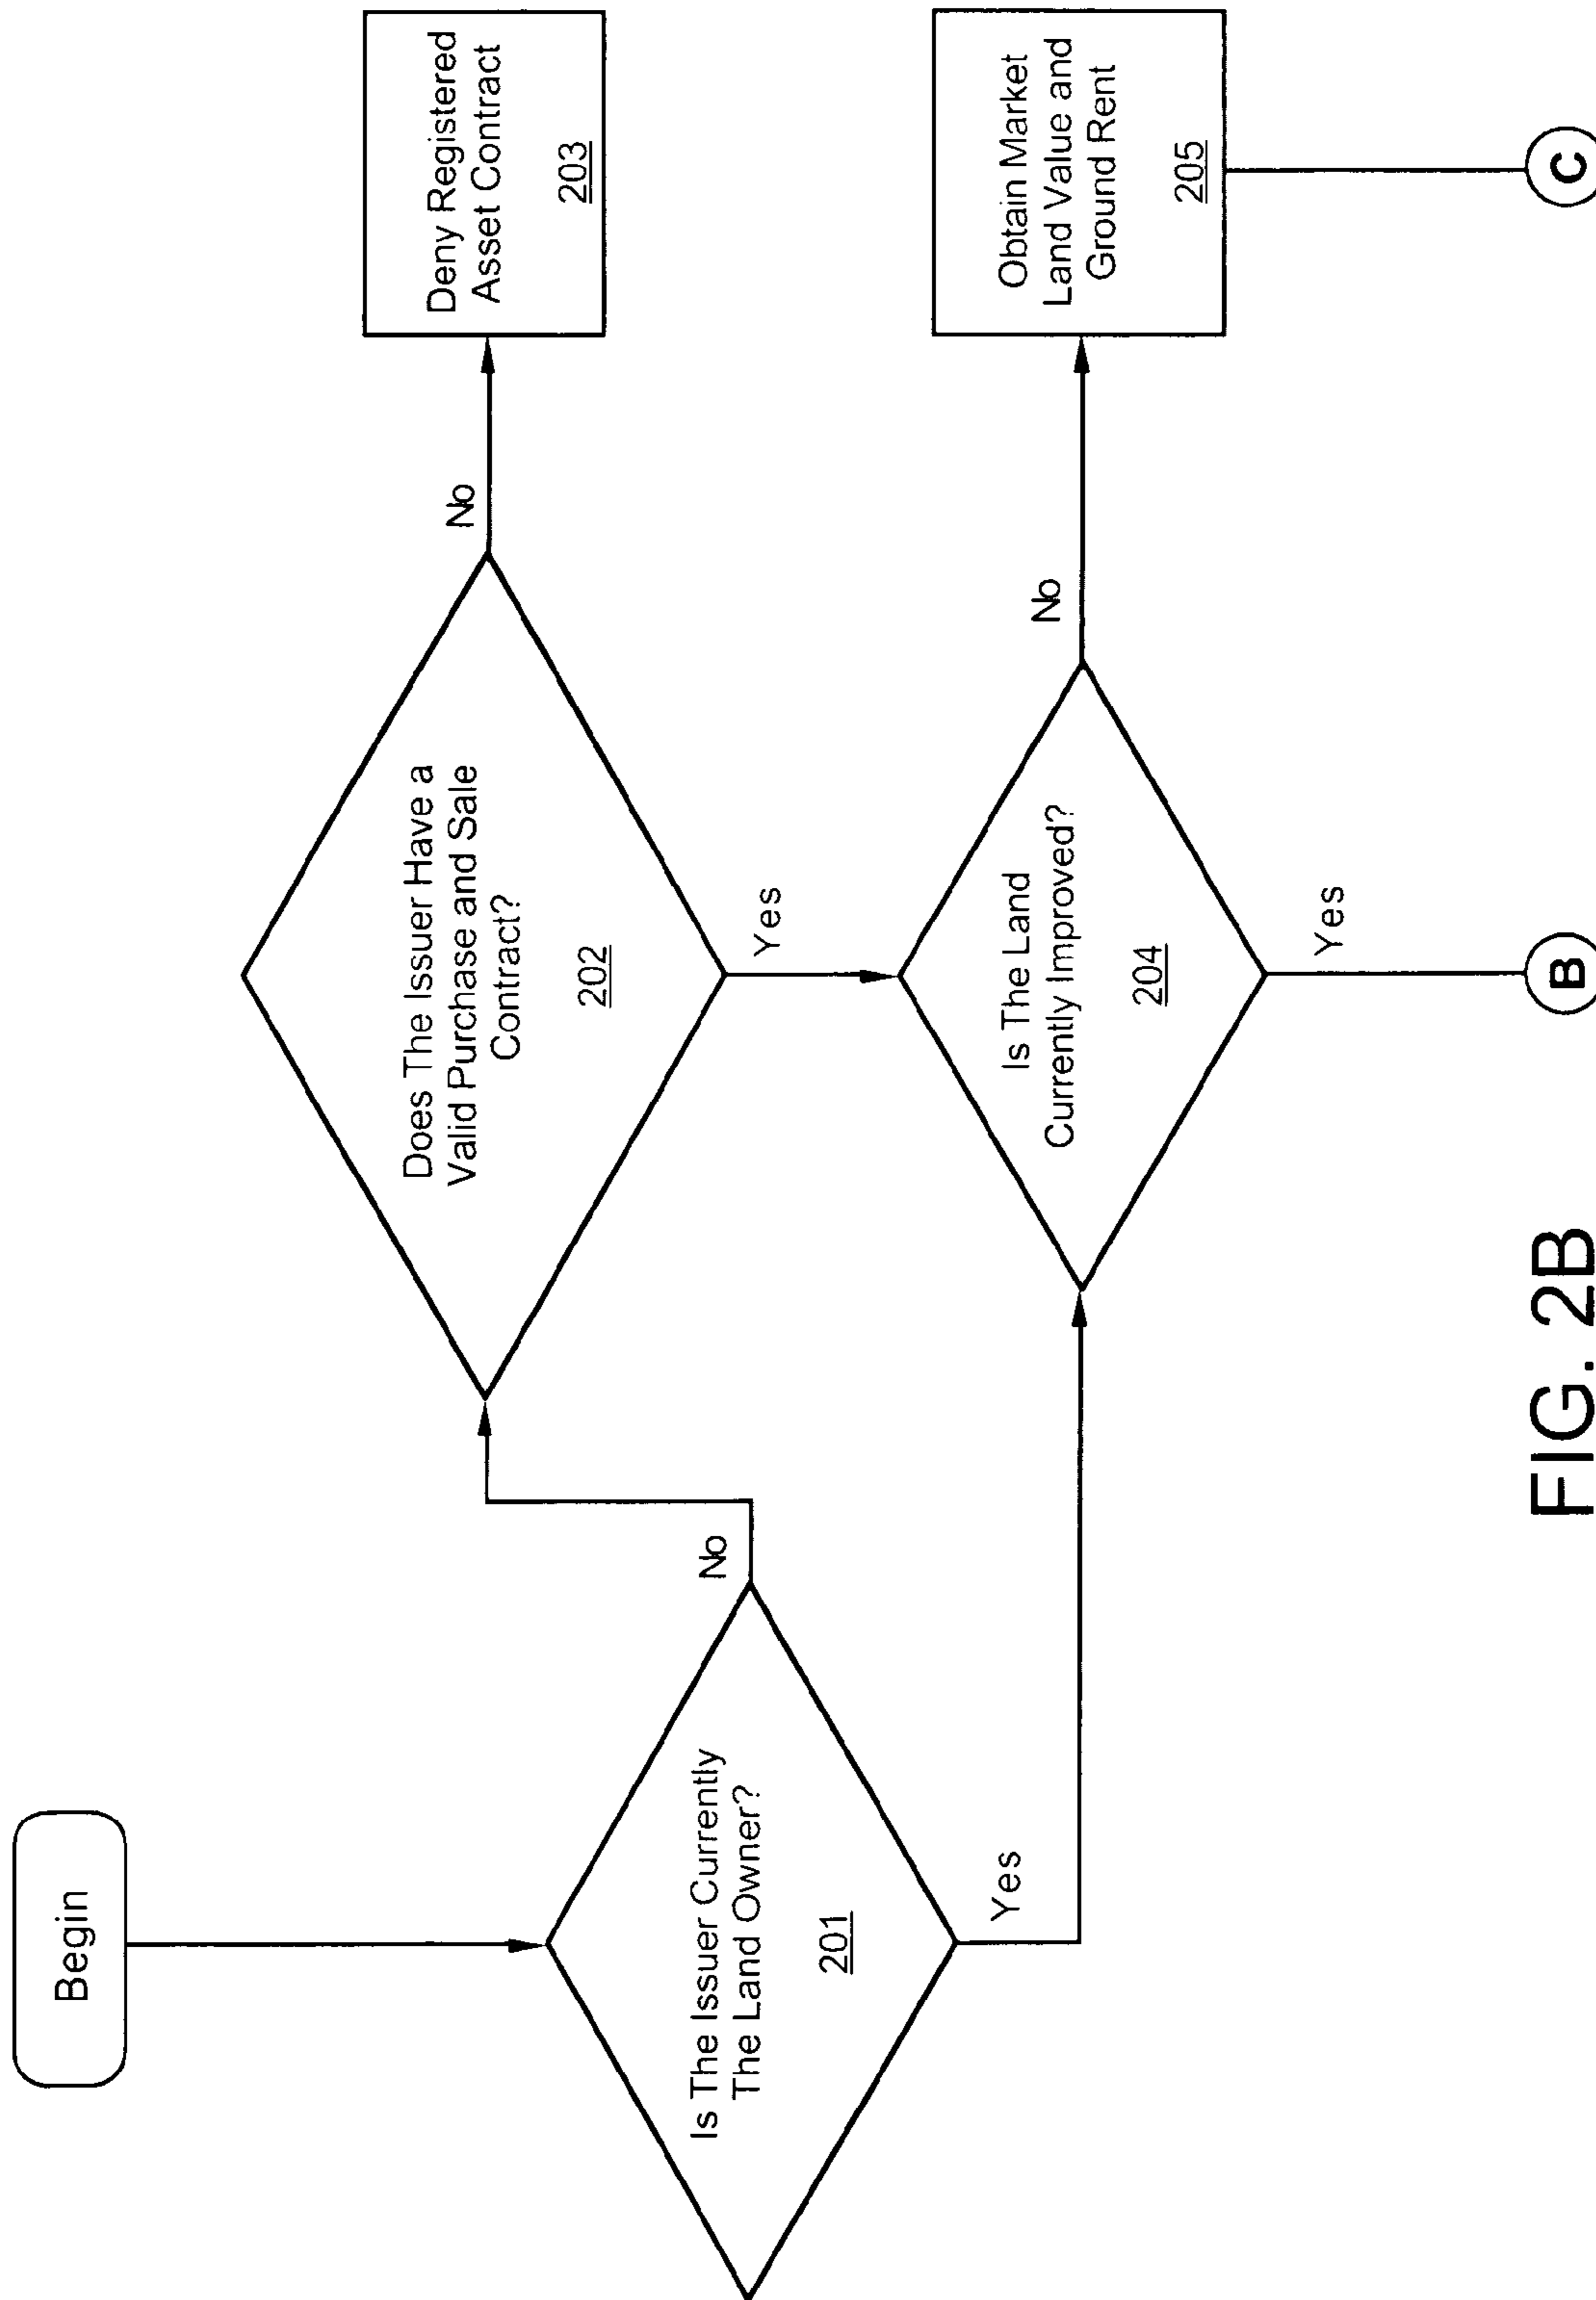 Begin
Is The Issuer Currently
The Land Owner?
201
No
Yes
Does The Issuer Have a
Valid Purchase and Sale
Contract?
202
No
Yes
Deny Registered
Asset Contract
203
Is The Land
Currently Improved?
204
No
Yes
Obtain Market
Land Value and
Ground Rent
205
B
C
FIG. 2B